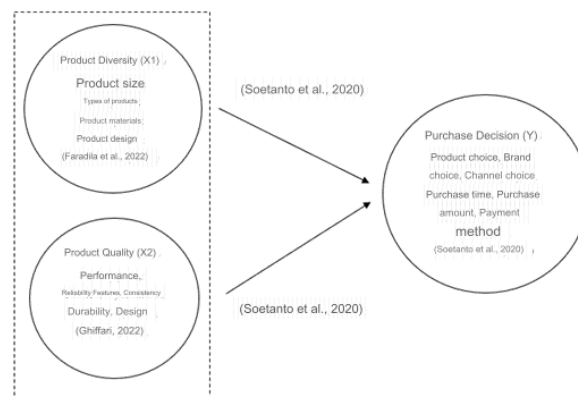 Product Diversity (X1)
Product size
Types of products
Product materials
Product design
(Faradila et al., 2022)
(Soetanto et al., 2020)
Product Quality (X2)
Performance,
Reliability Features, Consistency
Durability, Design
(Ghiffari, 2022)
(Soetanto et al., 2020)
Purchase Decision (Y)
Product choice, Brand
choice, Channel choice
Purchase time, Purchase
amount, Payment
method
(Soetanto et al., 2020)